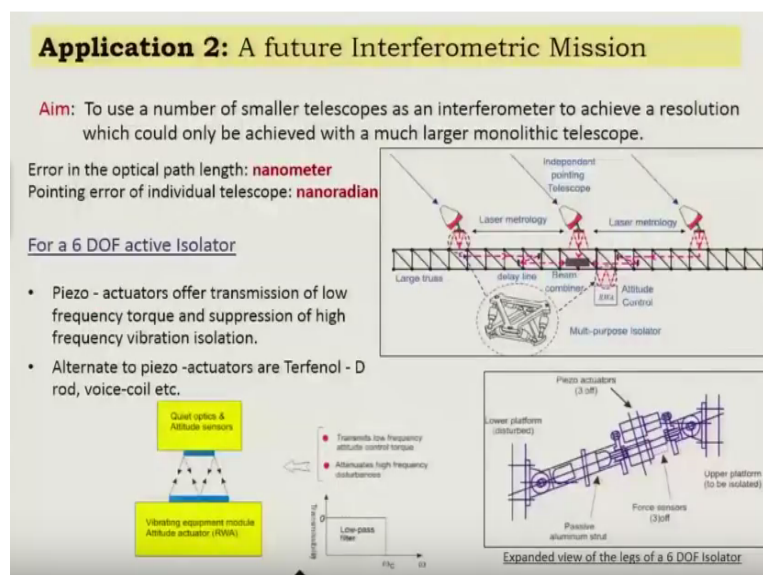 Application 2: A future Interferometric Mission
Aim: To use a number of smaller telescopes as an interferometer to achieve a resolution
which could only be achieved with a much larger monolithic telescope.
Error in the optical path length: nanometer
Pointing error of individual telescope: nanoradian
For a 6 DOF active Isolator
• Piezo - actuators offer transmission of low
frequency torque and suppression of high
frequency vibration isolation.
• Alternate to piezo -actuators are Terfenol - D
rod, voice-coil etc.
Independent
pointing
Telescope
Laser metrology
Laser metrology
Large truss
delay line
Beam
combiner
RWA
Attitude
Control
Multi-purpose Isolator
Quiet optics &
Attitude sensors
Vibrating equipment module
Attitude actuator (RWA)
Transmits low frequency
attitude control torque
Attenuates high frequency
disturbances
Transmissibility
0
Low-pass
filter
ωc
ω
Piezo actuators
(3 off)
Lower platform
(disturbed)
Upper platform
(to be isolated)
Force sensors
(3)off
Passive
aluminum strut
Expanded view of the legs of a 6 DOF Isolator